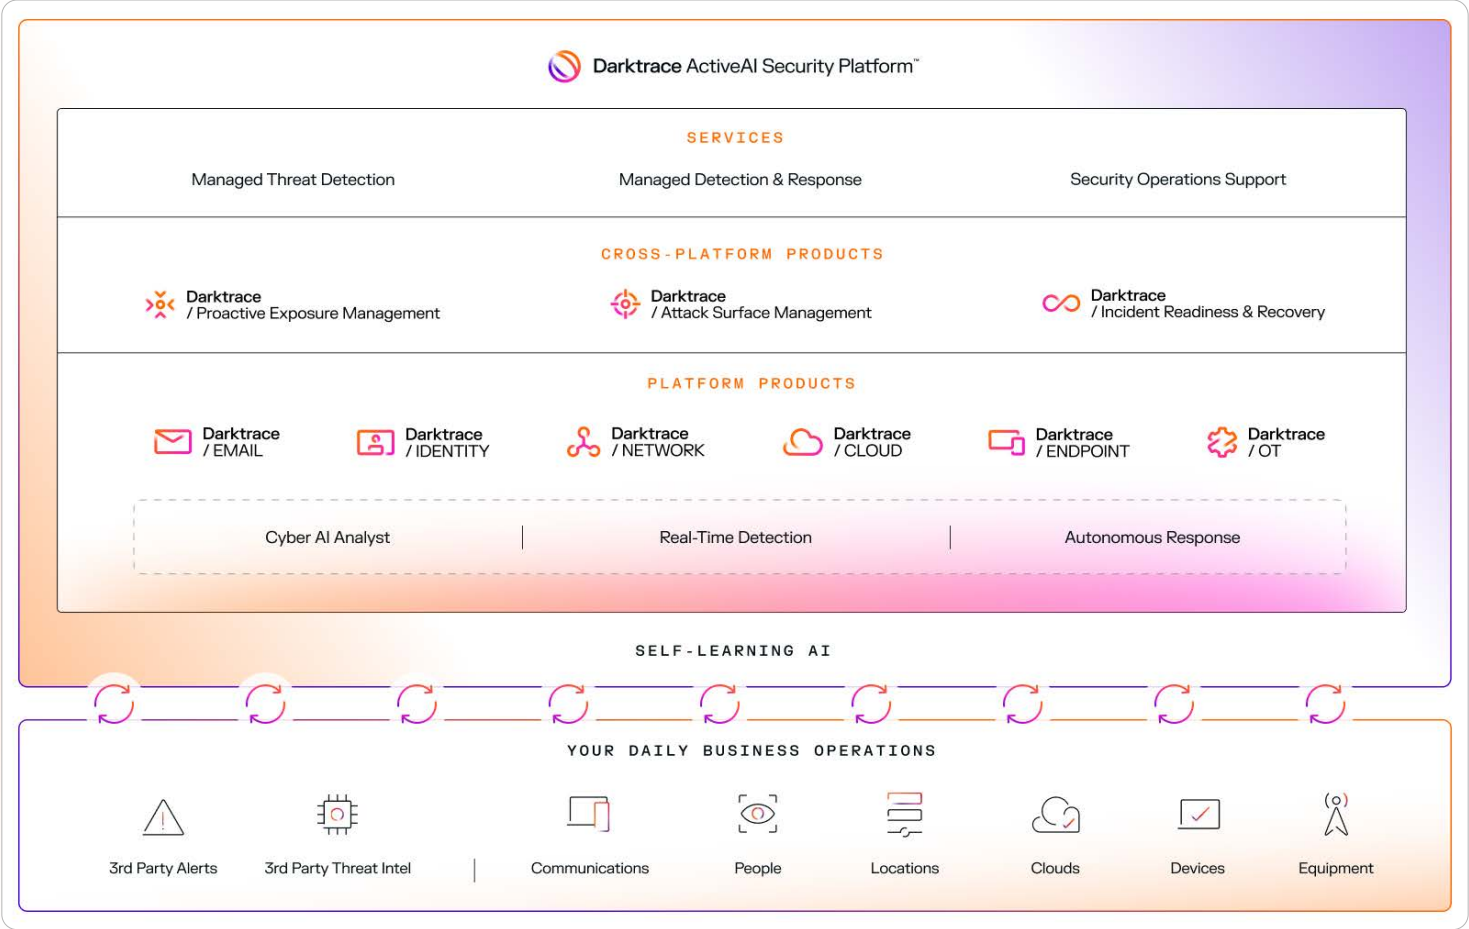 Darktrace ActiveAI Security Platform™
SERVICES
Managed Threat Detection
Managed Detection & Response
Security Operations Support
CROSS-PLATFORM PRODUCTS
Darktrace
/ Proactive Exposure Management
Darktrace
/ Attack Surface Management
Darktrace
/ Incident Readiness & Recovery
PLATFORM PRODUCTS
Darktrace
/ EMAIL
Darktrace
/ IDENTITY
Darktrace
/ NETWORK
Darktrace
/ CLOUD
Darktrace
/ ENDPOINT
Darktrace
/ OT
Cyber AI Analyst
Real-Time Detection
Autonomous Response
SELF-LEARNING AI
YOUR DAILY BUSINESS OPERATIONS
3rd Party Alerts
3rd Party Threat Intel
Communications
People
Locations
Clouds
Devices
Equipment